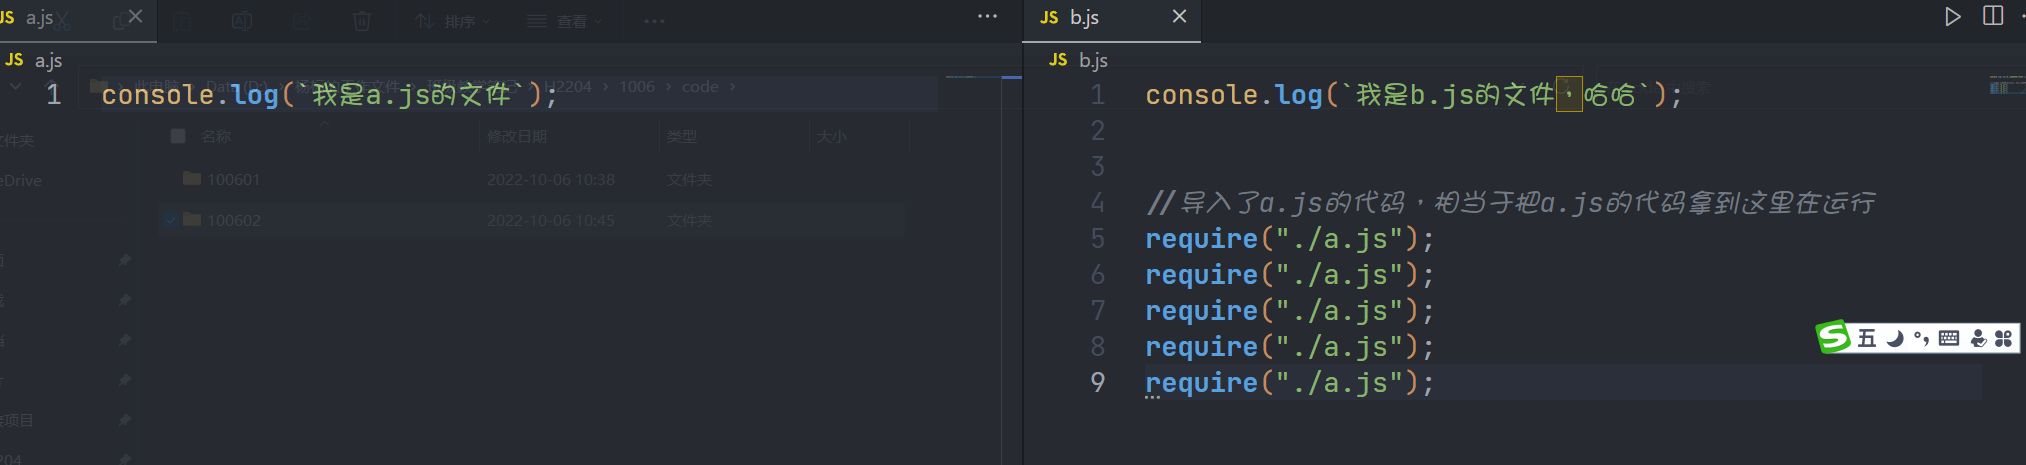 JS a.js
排序
查看
JS a.js
此电脑 Data (D:) H2204 1006 code
1 console.log(`我是a.js的文件`);
文件夹
名称 修改日期 类型 大小
eDrive
100601 2022-10-06 10:38 文件夹
100602 2022-10-06 10:45 文件夹
项目
204
JS b.js
JS b.js
1 console.log(`我是b.js的文件，哈哈`);
2
3
4 //导入了a.js的代码，相当于把a.js的代码拿到这里在运行
5 require("./a.js");
6 require("./a.js");
7 require("./a.js");
8 require("./a.js");
9 require("./a.js");
S 五